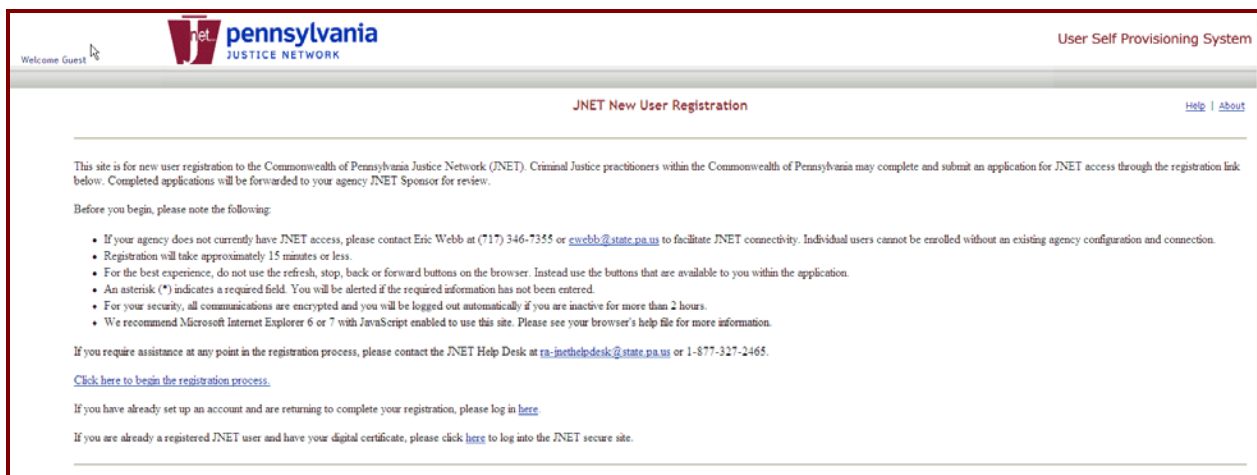 Welcome Guest
Jnet
pennsylvania
JUSTICE NETWORK
User Self Provisioning System
JNET New User Registration
Help | About
This site is for new user registration to the Commonwealth of Pennsylvania Justice Network (JNET). Criminal Justice practitioners within the Commonwealth of Pennsylvania may complete and submit an application for JNET access through the registration link
below. Completed applications will be forwarded to your agency JNET Sponsor for review.
Before you begin, please note the following:
• If your agency does not currently have JNET access, please contact Eric Webb at (717) 346-7355 or ewebb@state.pa.us to facilitate JNET connectivity. Individual users cannot be enrolled without an existing agency configuration and connection.
• Registration will take approximately 15 minutes or less.
• For the best experience, do not use the refresh, stop, back or forward buttons on the browser. Instead use the buttons that are available to you within the application.
• An asterisk (*) indicates a required field. You will be alerted if the required information has not been entered.
• For your security, all communications are encrypted and you will be logged out automatically if you are inactive for more than 2 hours.
• We recommend Microsoft Internet Explorer 6 or 7 with JavaScript enabled to use this site. Please see your browser's help file for more information.
If you require assistance at any point in the registration process, please contact the JNET Help Desk at ra-jnethelpdesk@state.pa.us or 1-877-327-2465.
Click here to begin the registration process.
If you have already set up an account and are returning to complete your registration, please log in here.
If you are already a registered JNET user and have your digital certificate, please click here to log into the JNET secure site.